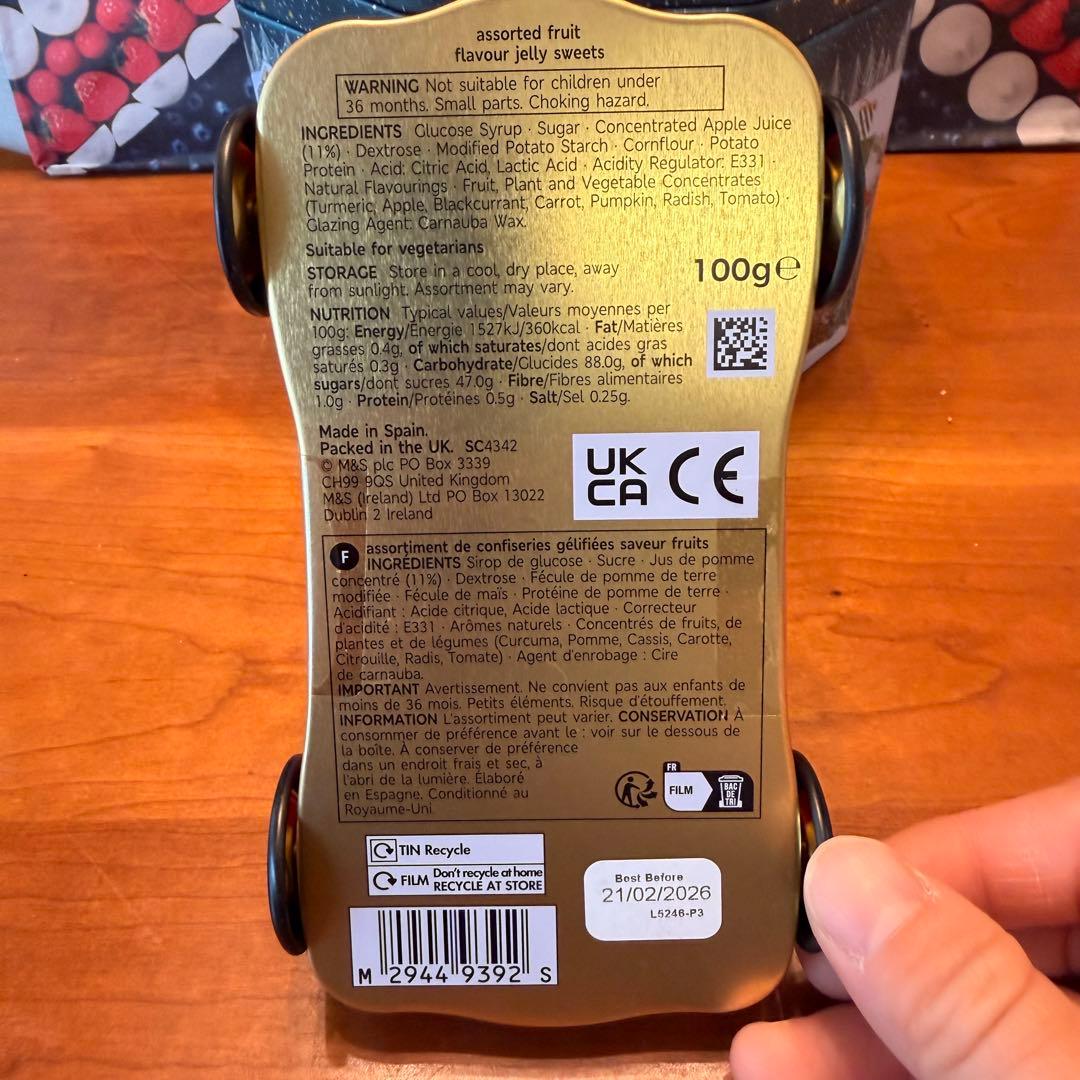 assorted fruit
flavour jelly sweets
WARNING Not suitable for children under
36 months. Small parts. Choking hazard.
INGREDIENTS Glucose Syrup · Sugar · Concentrated Apple Juice
(11%) · Dextrose · Modified Potato Starch · Cornflour · Potato
Protein · Acid: Citric Acid, Lactic Acid · Acidity Regulator: E331 ·
Natural Flavourings · Fruit, Plant and Vegetable Concentrates
(Turmeric, Apple, Blackcurrant, Carrot, Pumpkin, Radish, Tomato) ·
Glazing Agent: Carnauba Wax.
Suitable for vegetarians
STORAGE Store in a cool, dry place, away
from sunlight. Assortment may vary.
100g℮
NUTRITION Typical values/Valeurs moyennes per
100g: Energy/Énergie 1527kJ/360kcal · Fat/Matières
grasses 0.4g, of which saturates/dont acides gras
saturés 0.3g · Carbohydrate/Glucides 88.0g, of which
sugars/dont sucres 47.0g · Fibre/Fibres alimentaires
1.0g · Protein/Protéines 0.5g · Salt/Sel 0.25g.
Made in Spain.
Packed in the UK. SC4342
© M&S plc PO Box 3339
CH99 9QS United Kingdom
M&S (Ireland) Ltd PO Box 13022
Dublin 2 Ireland
UK
CA CE
F assortiment de confiseries gélifiées saveur fruits
INGRÉDIENTS Sirop de glucose · Sucre · Jus de pomme
concentré (11%) · Dextrose · Fécule de pomme de terre
modifiée · Fécule de maïs · Protéine de pomme de terre ·
Acidifiant : Acide citrique, Acide lactique · Correcteur
d'acidité : E331 · Arômes naturels · Concentrés de fruits, de
plantes et de légumes (Curcuma, Pomme, Cassis, Carotte,
Citrouille, Radis, Tomate) · Agent d'enrobage : Cire
de carnauba.
IMPORTANT Avertissement. Ne convient pas aux enfants de
moins de 36 mois. Petits éléments. Risque d'étouffement.
INFORMATION L'assortiment peut varier. CONSERVATION À
consommer de préférence avant le : voir sur le dessous de
la boîte. À conserver de préférence
dans un endroit frais et sec, à
l'abri de la lumière. Élaboré
en Espagne. Conditionné au
Royaume-Uni.
FR
FILM
BAC
DE
TRI
TIN Recycle
FILM Don't recycle at home
RECYCLE AT STORE
Best Before
21/02/2026
L5246-P3
M 2944 9392 S